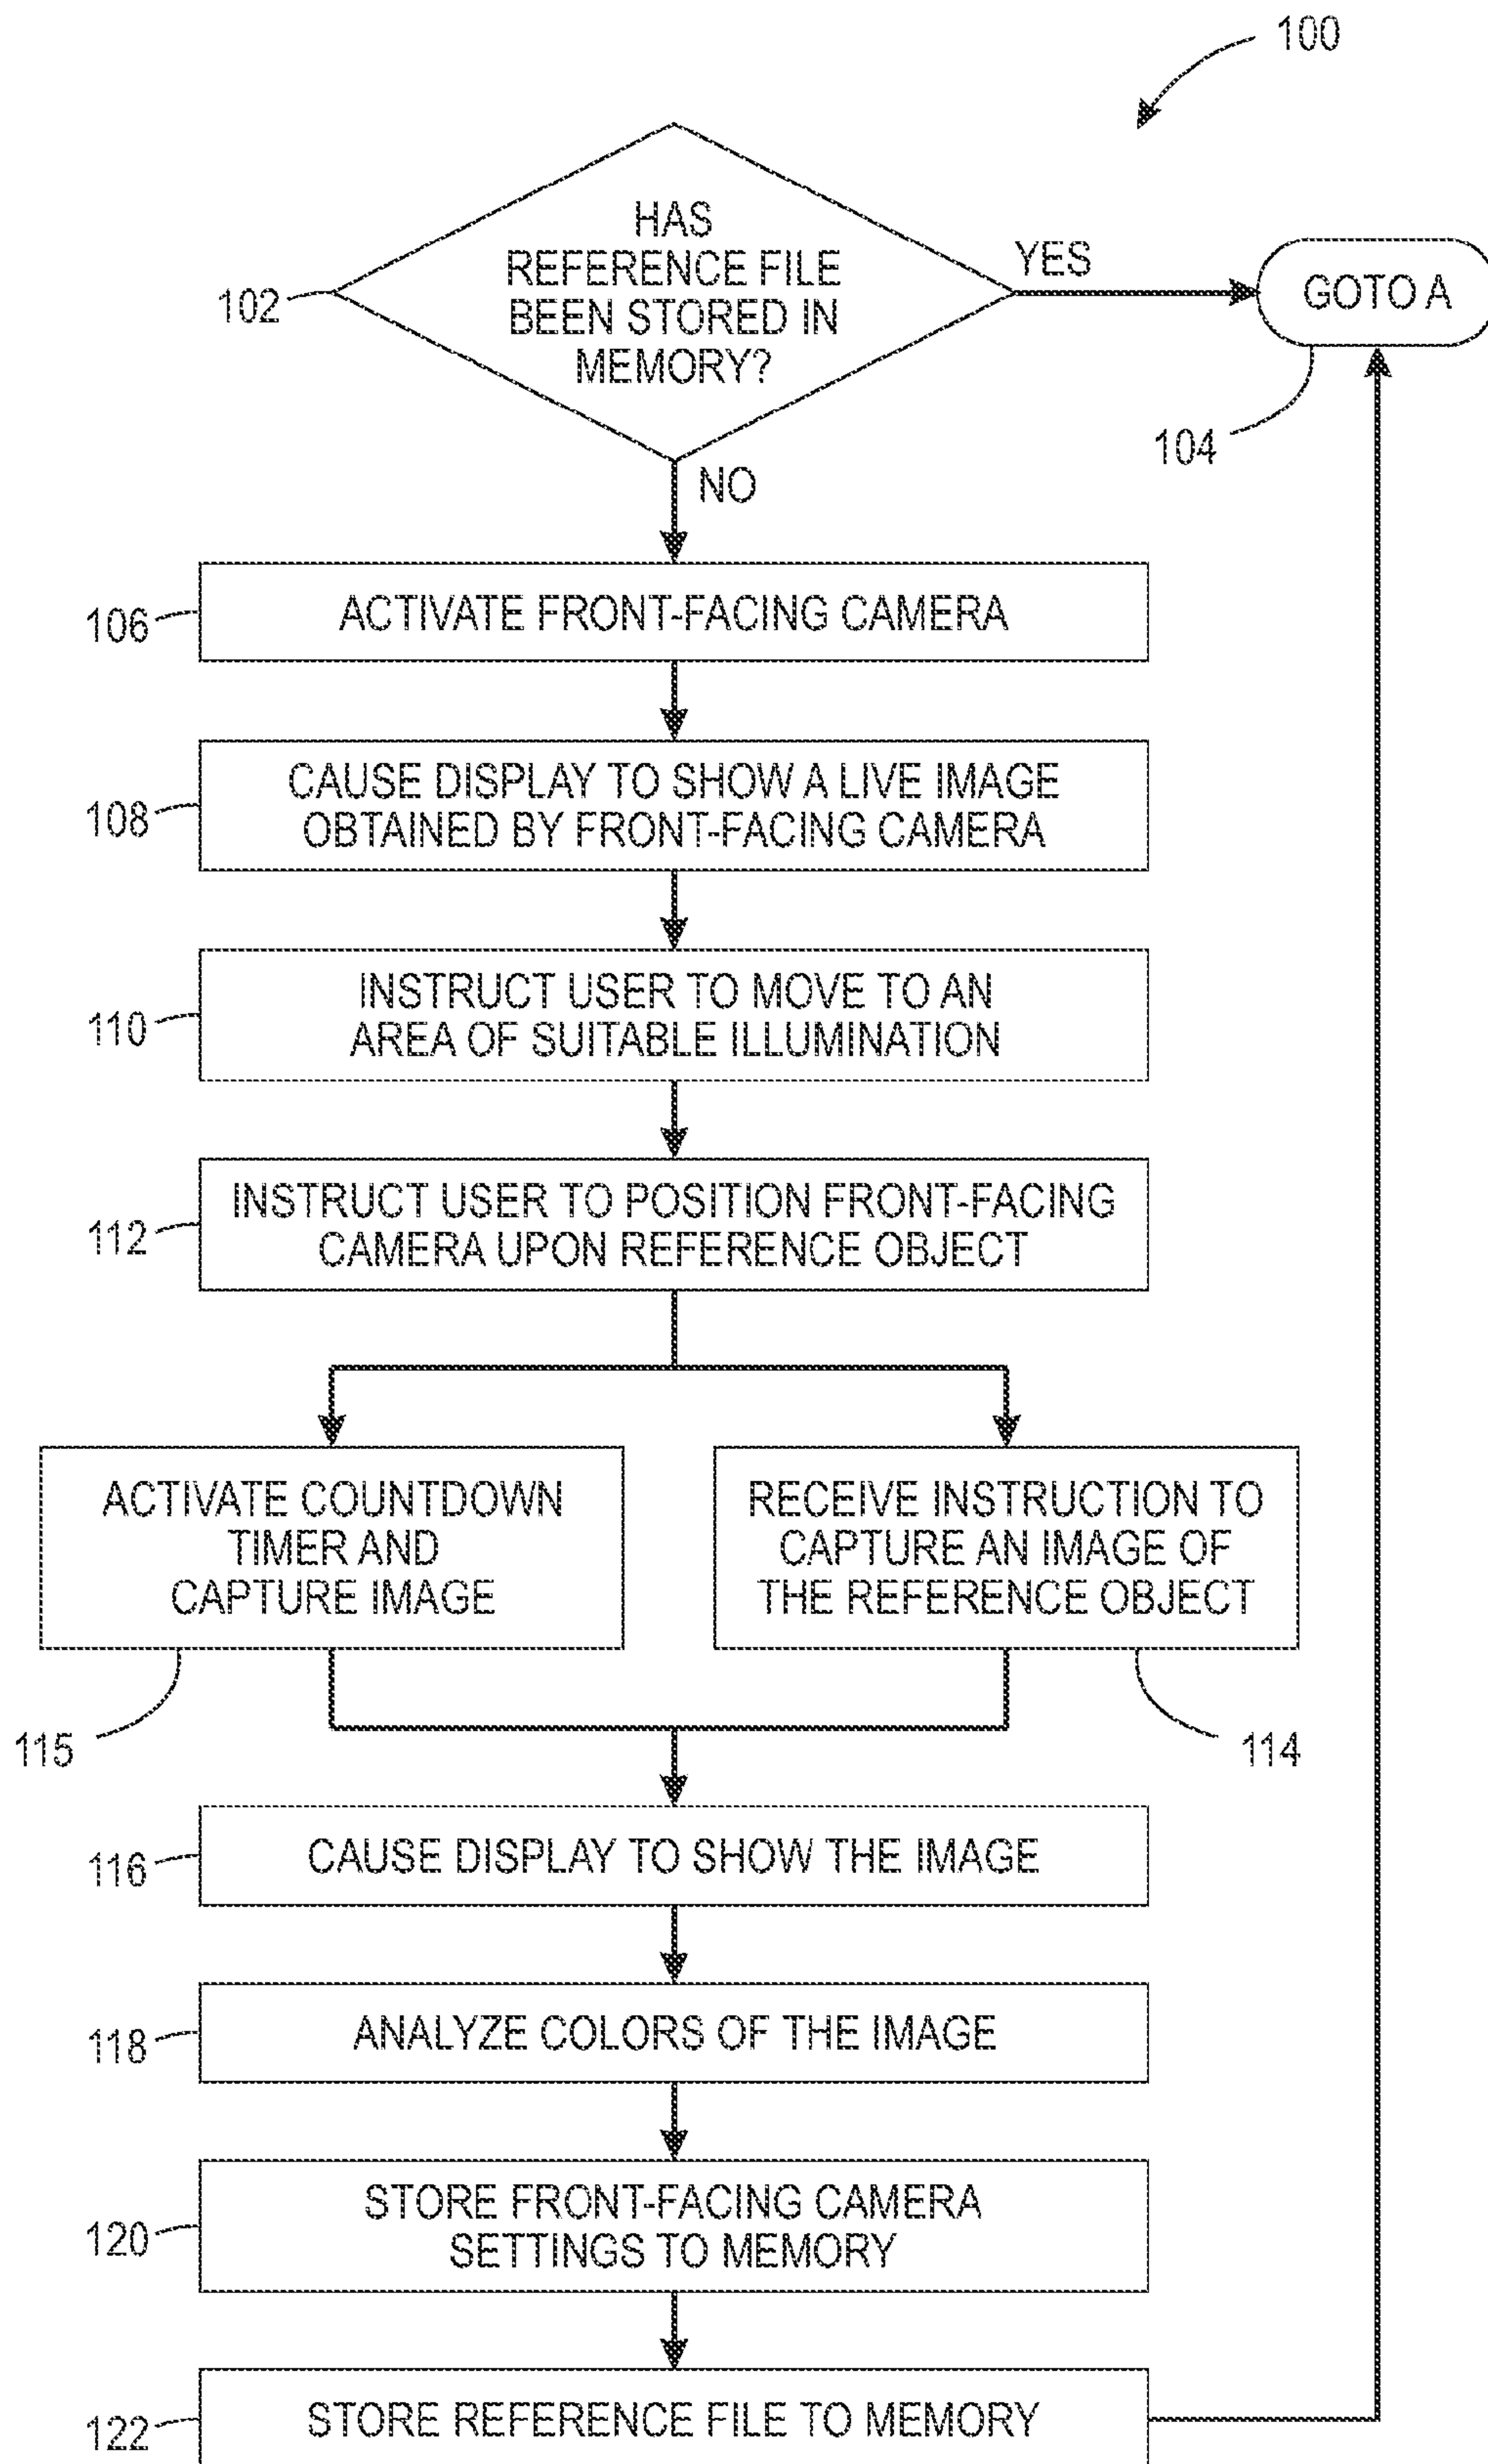 100
HAS
REFERENCE FILE
BEEN STORED IN
MEMORY?
102
YES
GOTO A
104
NO
ACTIVATE FRONT-FACING CAMERA
106
CAUSE DISPLAY TO SHOW A LIVE IMAGE
OBTAINED BY FRONT-FACING CAMERA
108
INSTRUCT USER TO MOVE TO AN
AREA OF SUITABLE ILLUMINATION
110
INSTRUCT USER TO POSITION FRONT-FACING
CAMERA UPON REFERENCE OBJECT
112
ACTIVATE COUNTDOWN
TIMER AND
CAPTURE IMAGE
115
RECEIVE INSTRUCTION TO
CAPTURE AN IMAGE OF
THE REFERENCE OBJECT
114
CAUSE DISPLAY TO SHOW THE IMAGE
116
ANALYZE COLORS OF THE IMAGE
118
STORE FRONT-FACING CAMERA
SETTINGS TO MEMORY
120
STORE REFERENCE FILE TO MEMORY
122